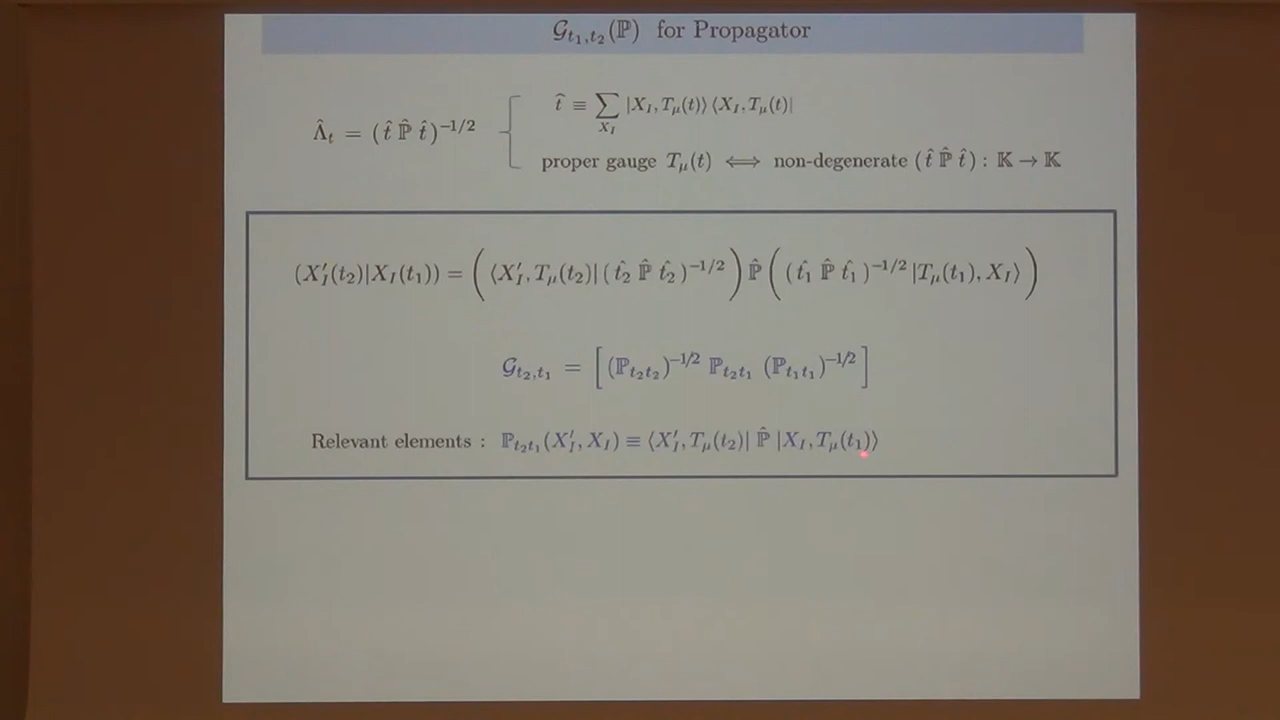 𝒢_{t₁,t₂}(ℙ) for Propagator
Λ̂_t = ( t̂ ℙ̂ t̂ )^{−1/2}
t̂ ≡ ∑_{X_I} |X_I, T_μ(t)⟩ ⟨X_I, T_μ(t)|
proper gauge T_μ(t) ⟺ non-degenerate ( t̂ ℙ̂ t̂ ) : 𝕂 → 𝕂
(X′_I(t₂)|X_I(t₁)) = ( ⟨X′_I, T_μ(t₂)| ( t̂₂ ℙ̂ t̂₂ )^{−1/2} ) ℙ̂ ( ( t̂₁ ℙ̂ t̂₁ )^{−1/2} |T_μ(t₁), X_I⟩ )
𝒢_{t₂,t₁} = [ (ℙ_{t₂t₂})^{−1/2} ℙ_{t₂t₁} (ℙ_{t₁t₁})^{−1/2} ]
Relevant elements : ℙ_{t₂t₁}(X′_I, X_I) ≡ ⟨X′_I, T_μ(t₂)| ℙ̂ |X_I, T_μ(t₁)⟩